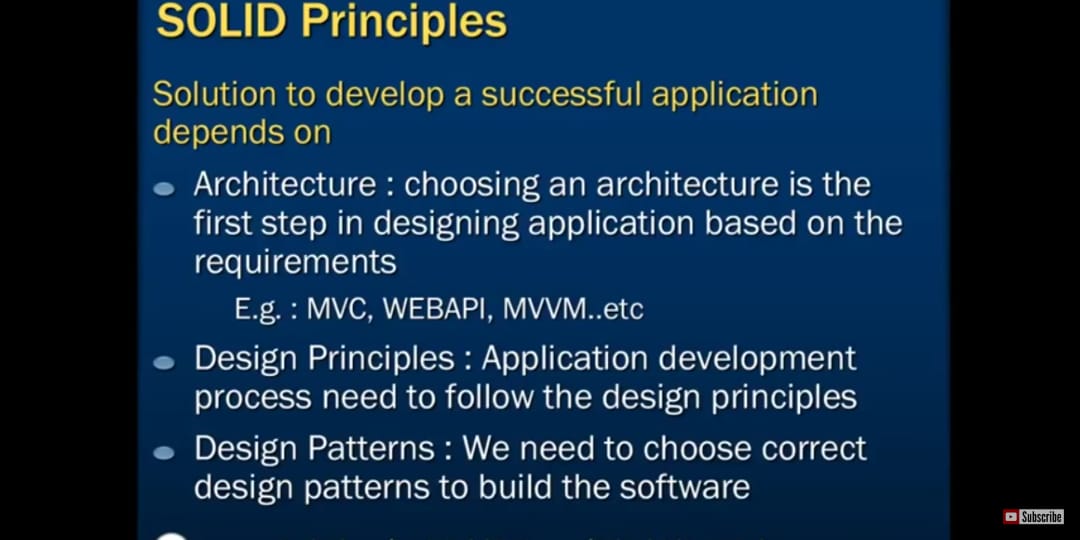 SOLID Principles
Solution to develop a successful application
depends on
Architecture : choosing an architecture is the
first step in designing application based on the
requirements
E.g. : MVC, WEBAPI, MVVM..etc
Design Principles : Application development
process need to follow the design principles
Design Patterns : We need to choose correct
design patterns to build the software
Subscribe